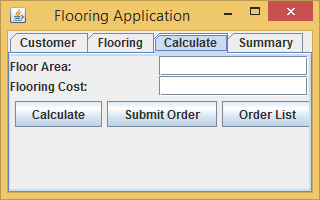 Flooring Application
Customer Flooring Calculate Summary
Floor Area:
Flooring Cost:
Calculate Submit Order Order List